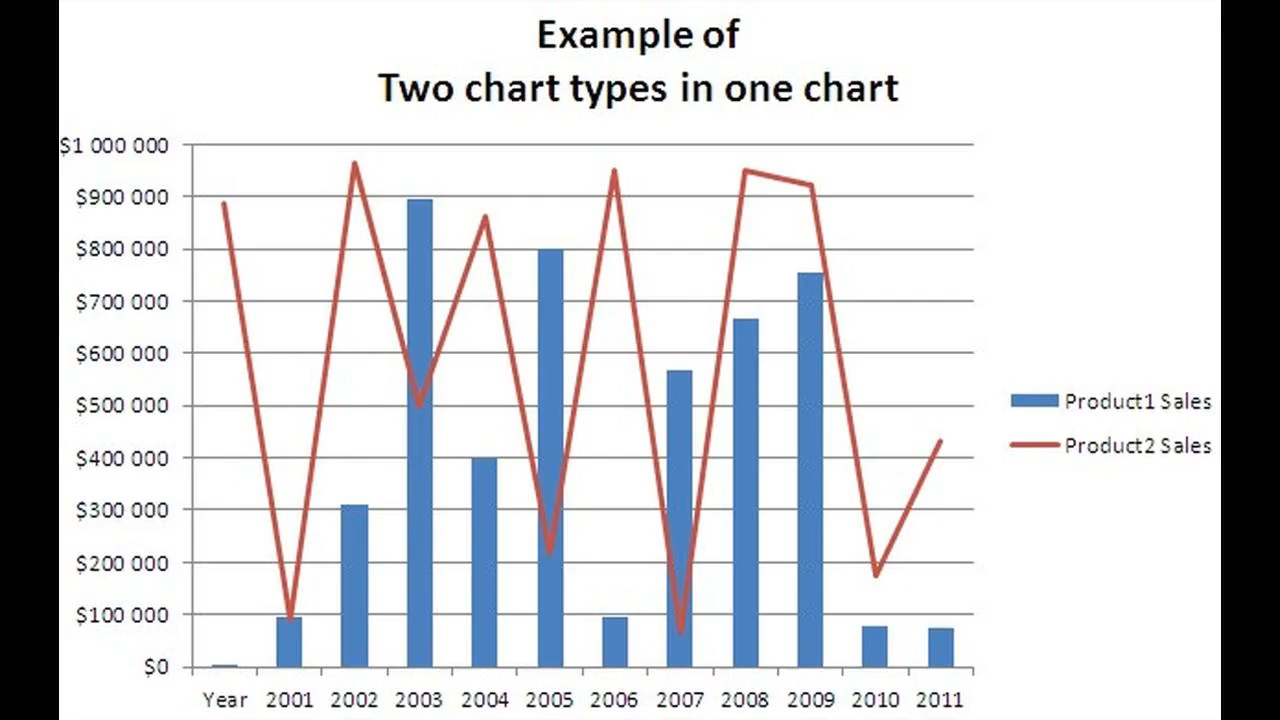 Example of
Two chart types in one chart
$1 000 000
$900 000
$800 000
$700 000
$600 000
$500 000
$400 000
$300 000
$200 000
$100 000
$0
Year 2001 2002 2003 2004 2005 2006 2007 2008 2009 2010 2011
Product1 Sales
Product2 Sales